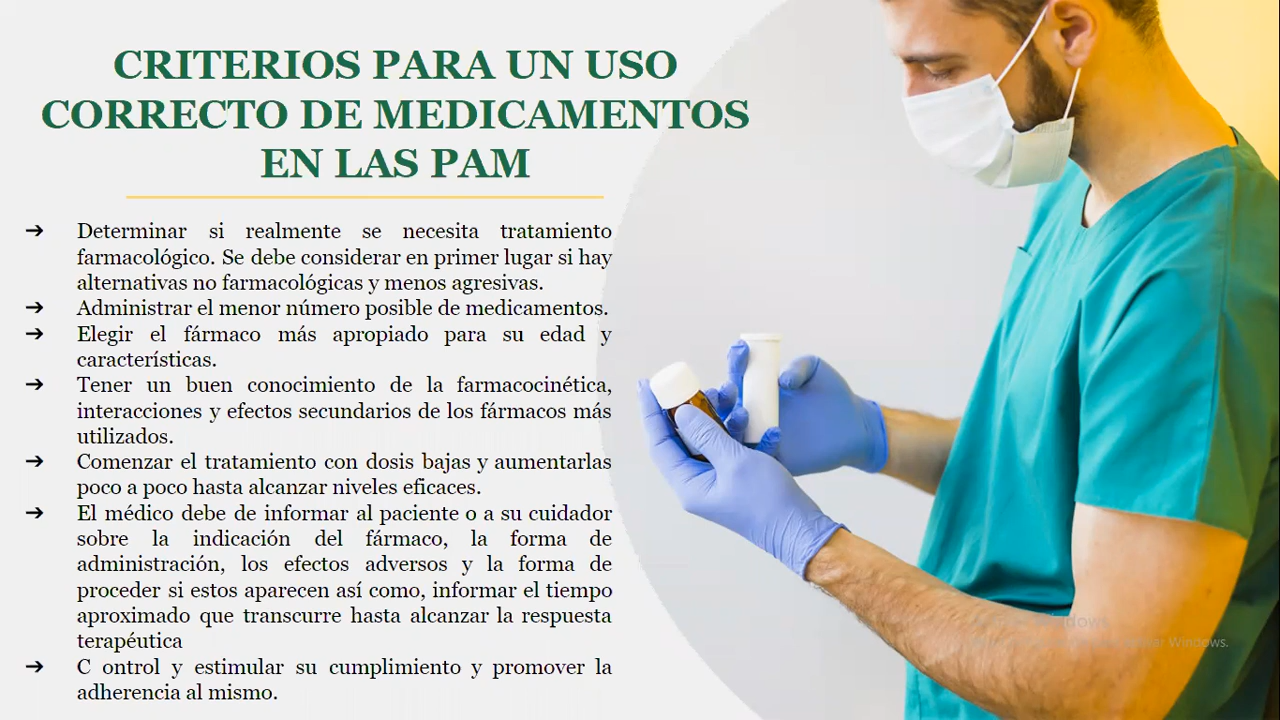 CRITERIOS PARA UN USO
CORRECTO DE MEDICAMENTOS
EN LAS PAM
➔ Determinar si realmente se necesita tratamiento
farmacológico. Se debe considerar en primer lugar si hay
alternativas no farmacológicas y menos agresivas.
➔ Administrar el menor número posible de medicamentos.
➔ Elegir el fármaco más apropiado para su edad y
características.
➔ Tener un buen conocimiento de la farmacocinética,
interacciones y efectos secundarios de los fármacos más
utilizados.
➔ Comenzar el tratamiento con dosis bajas y aumentarlas
poco a poco hasta alcanzar niveles eficaces.
➔ El médico debe de informar al paciente o a su cuidador
sobre la indicación del fármaco, la forma de
administración, los efectos adversos y la forma de
proceder si estos aparecen así como, informar el tiempo
aproximado que transcurre hasta alcanzar la respuesta
terapéutica
➔ C ontrol y estimular su cumplimiento y promover la
adherencia al mismo.
Windows.